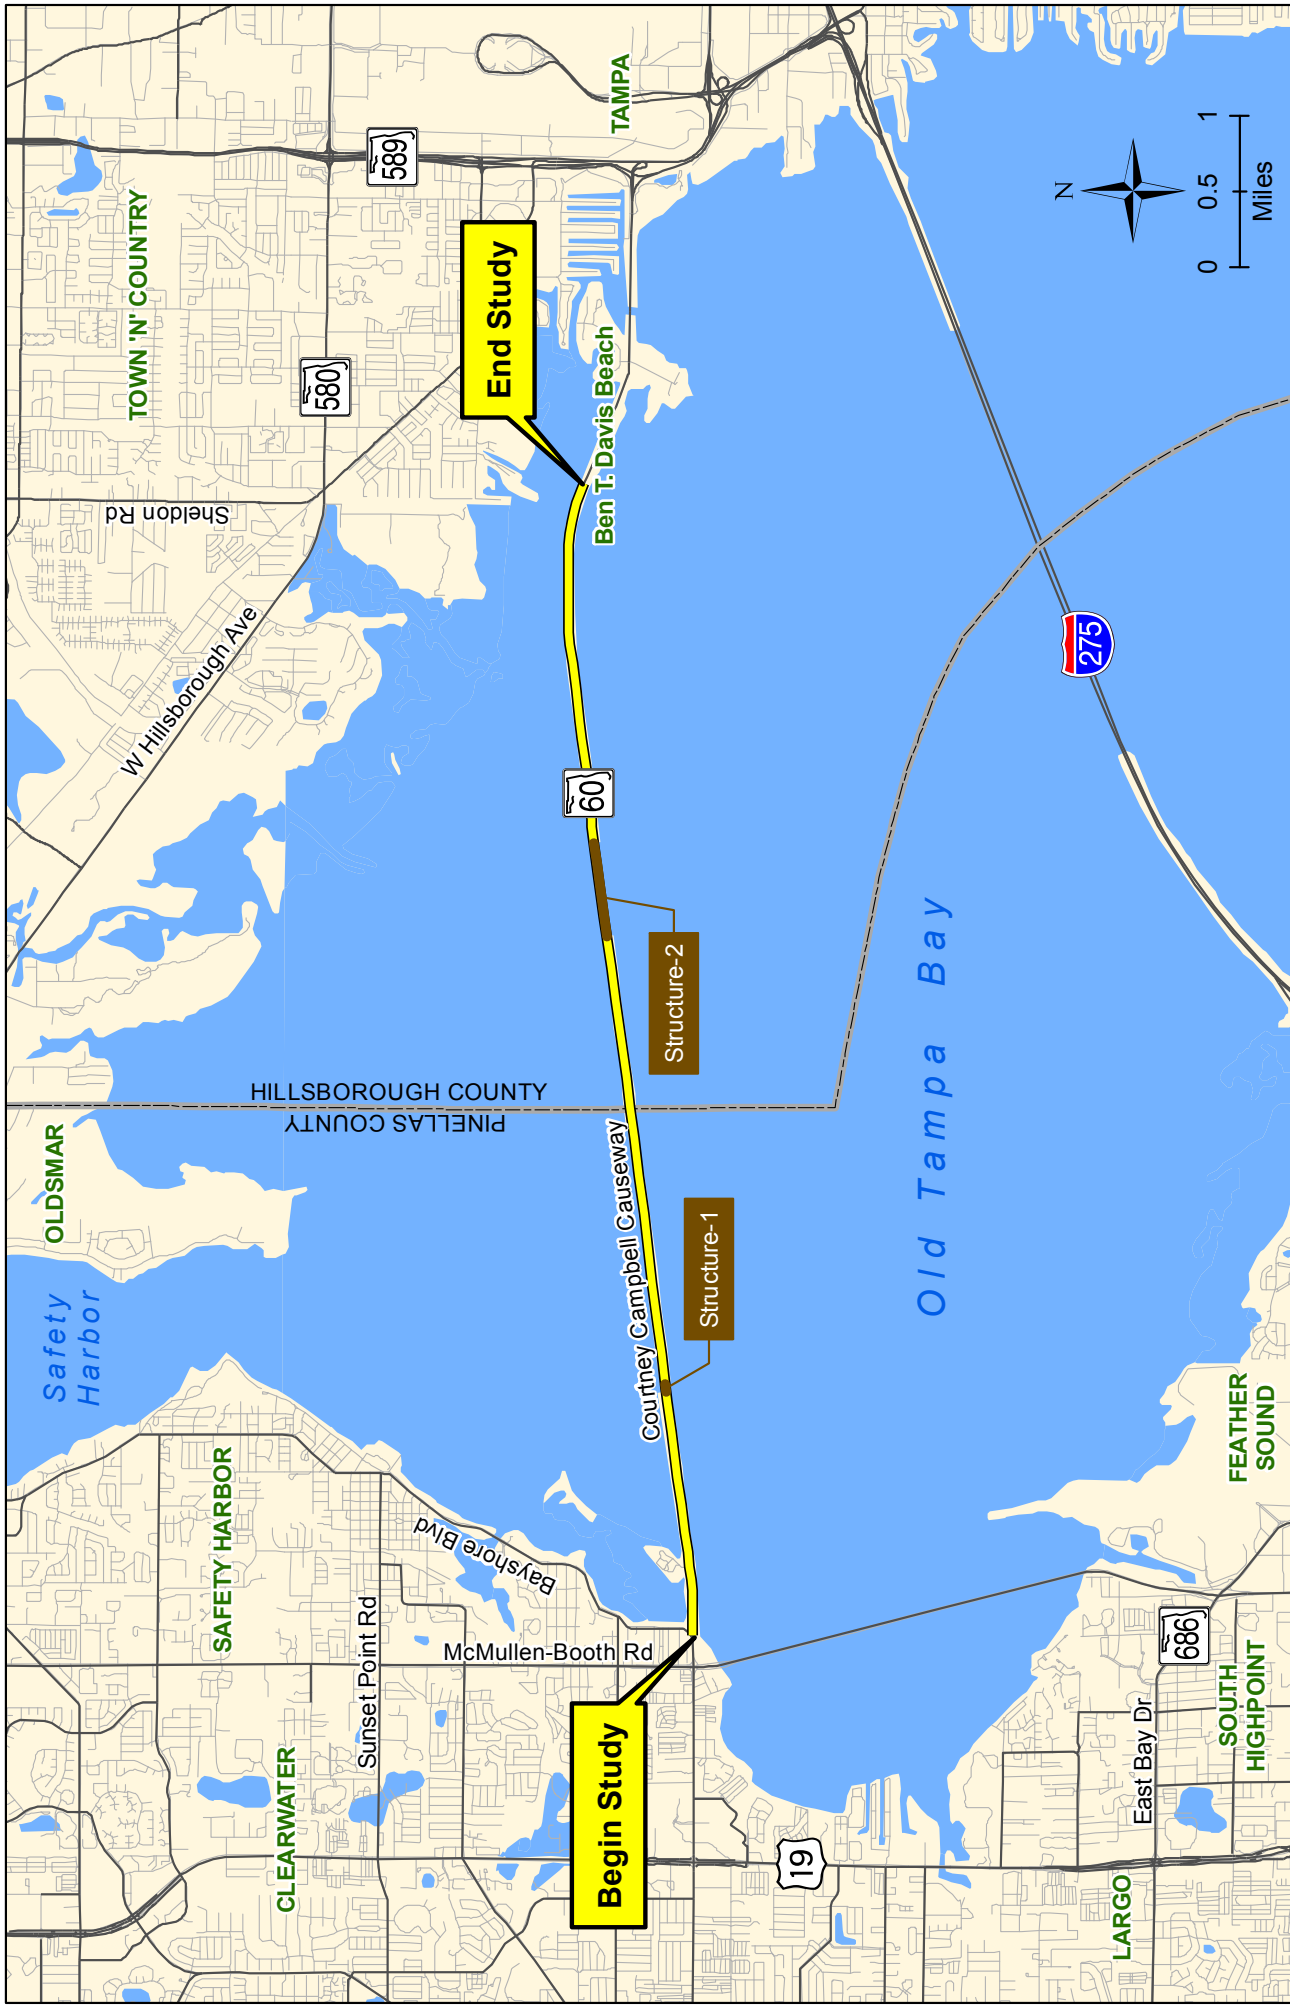 Safety
Harbor
OLDSMAR
TOWN 'N' COUNTRY
SAFETY HARBOR
CLEARWATER
Sunset Point Rd
Bayshore Blvd
McMullen-Booth Rd
HILLSBOROUGH COUNTY
PINELLAS COUNTY
W Hillsborough Ave
Sheldon Rd
580
589
TAMPA
End Study
Ben T. Davis Beach
60
Structure-2
Courtney Campbell Causeway
Structure-1
Begin Study
19
Old Tampa Bay
275
N
0 0.5 1
Miles
LARGO
East Bay Dr
686
SOUTH
HIGHPOINT
FEATHER
SOUND